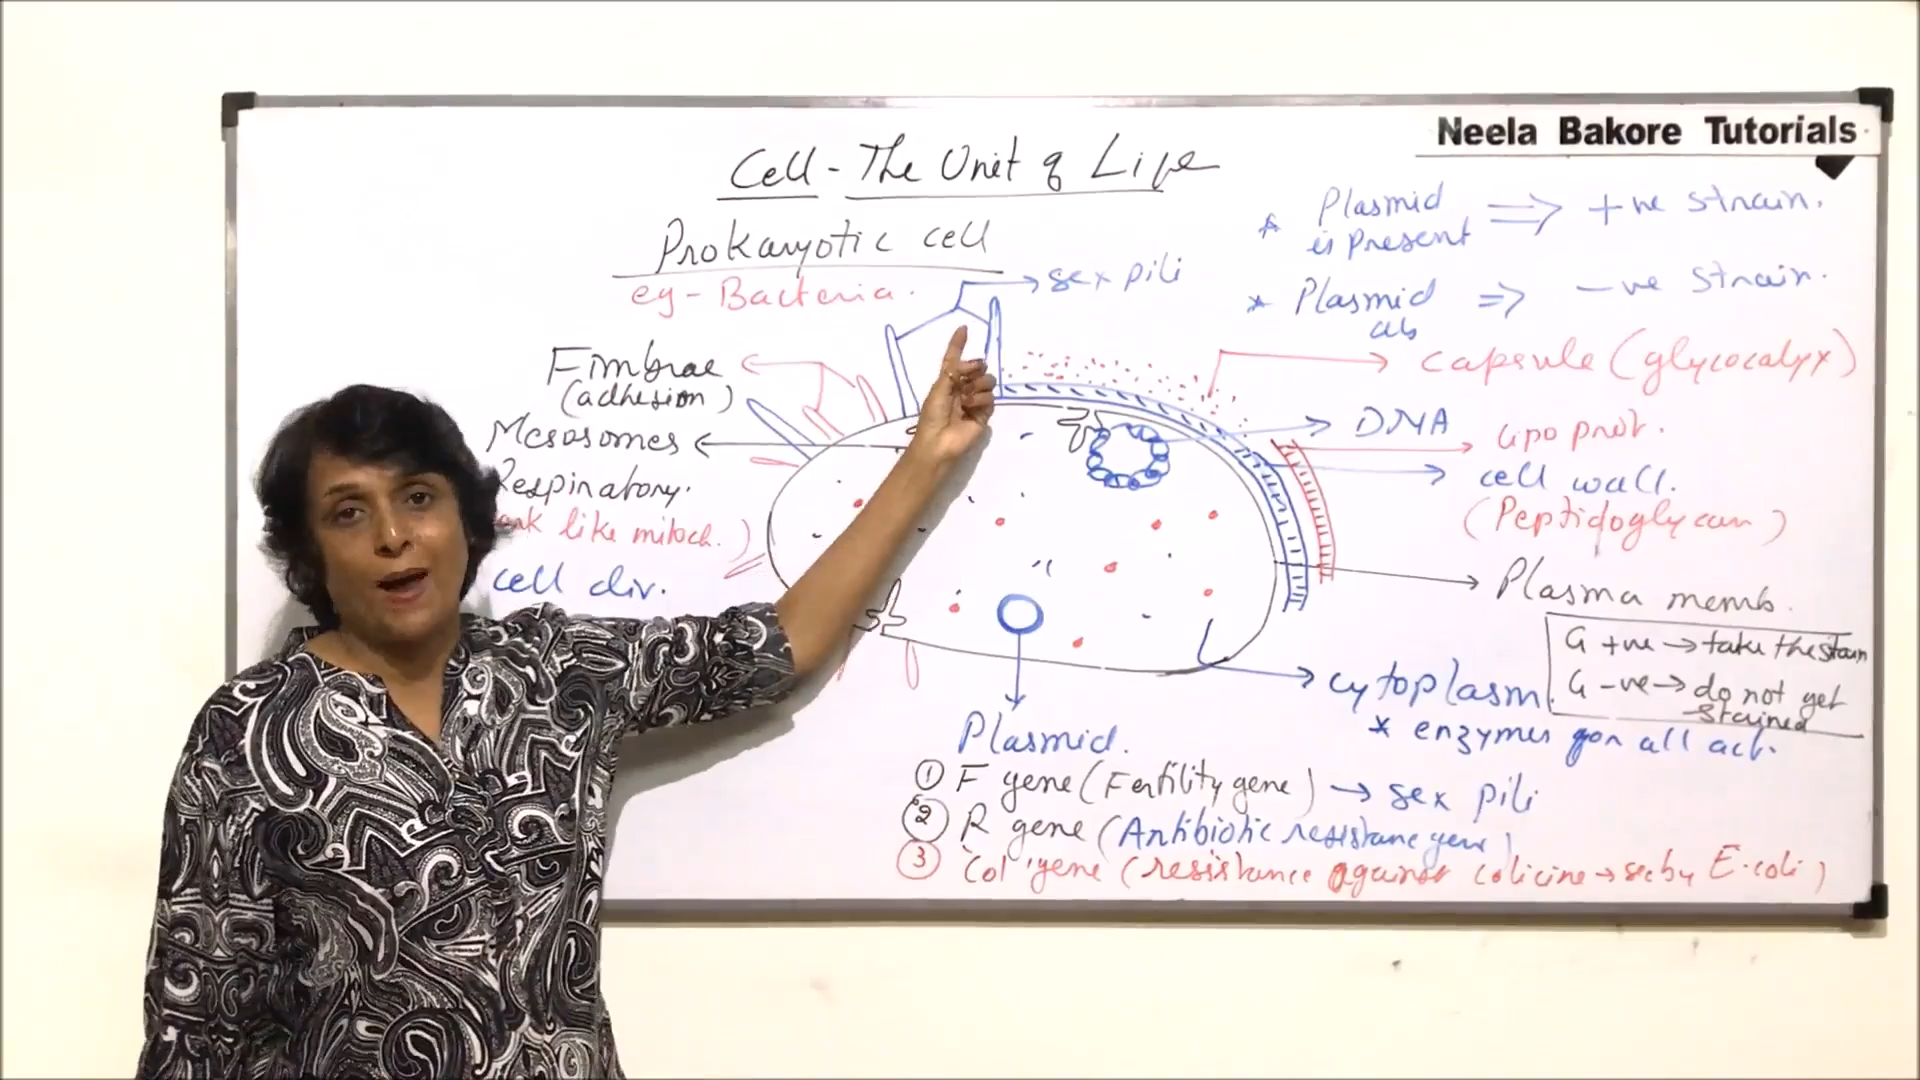 Neela Bakore Tutorials
Cell - The Unit of Life
Prokaryotic cell
eg - Bacteria.
sex pili
* Plasmid is present ⇒ +ve strain.
* Plasmid ab ⇒ -ve strain.
Fimbrae
(adhesion)
Mesosomes
Respiratory.
like mitoch.)
cell div.
capsule (glycocalyx)
DNA
Lipo prot.
cell wall.
(Peptidoglycan)
Plasma memb.
G +ve → take the stain
G -ve → do not get
stained
cytoplasm.
* enzymes for all act.
Plasmid.
① F gene (Fertility gene) → sex pili
② R gene (Antibiotic resistance gene)
③ 'Col' gene (resistance against colicine → sec by E.coli)